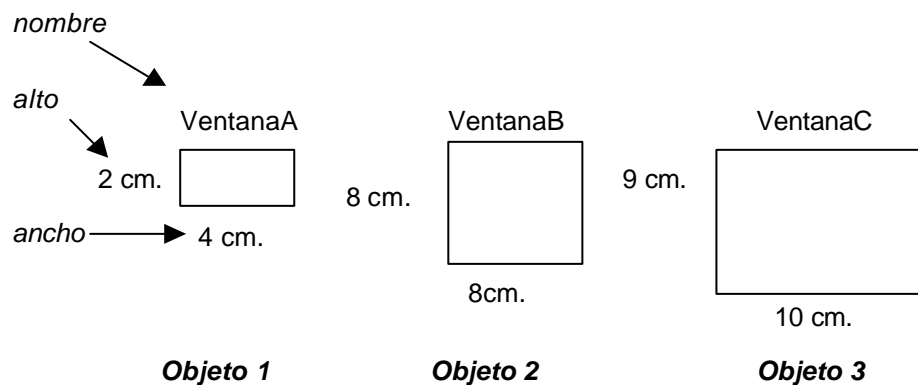 nombre
alto
VentanaA VentanaB VentanaC
2 cm. 8 cm. 9 cm.
ancho 4 cm.
8cm.
10 cm.
Objeto 1 Objeto 2 Objeto 3